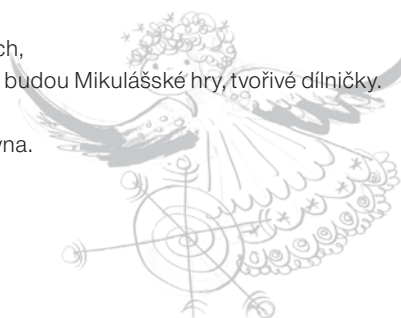 ch,
budou Mikulášské hry, tvořivé dílničky.
yna.